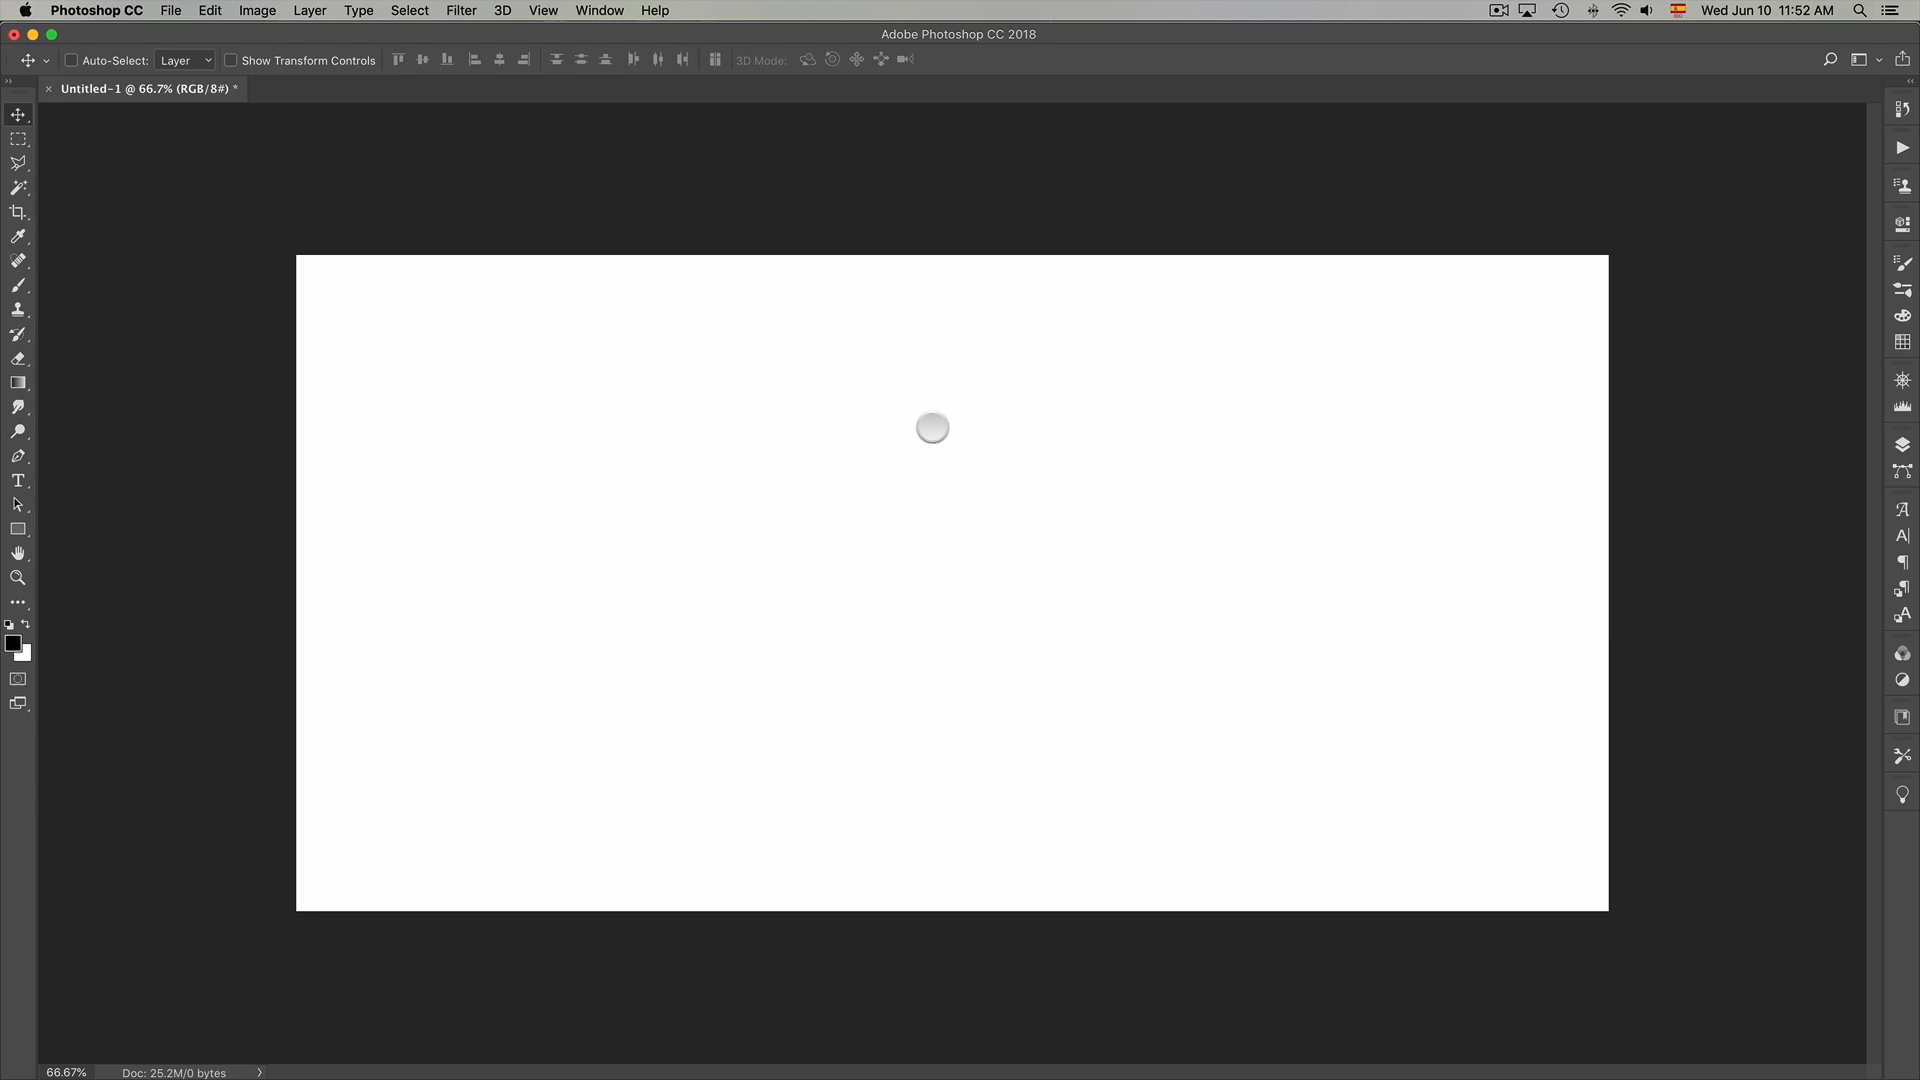 Photoshop CC File Edit Image Layer Type Select Filter 3D View Window Help Wed Jun 10 11:52 AM
Adobe Photoshop CC 2018
Auto-Select: Layer Show Transform Controls 3D Mode:
Untitled-1 @ 66.7% (RGB/8#) *
66.67% Doc: 25.2M/0 bytes